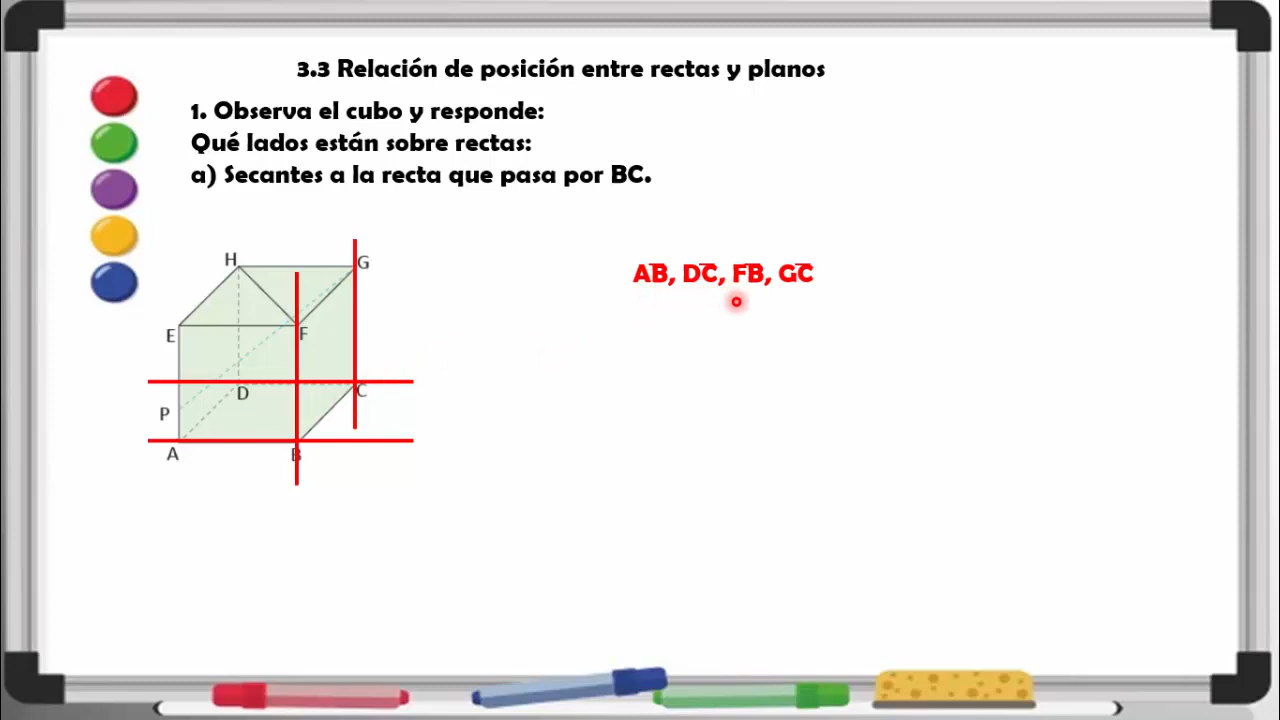 3.3 Relación de posición entre rectas y planos
1. Observa el cubo y responde:
Qué lados están sobre rectas:
a) Secantes a la recta que pasa por BC.
H
G
AB, DC, FB, GC
E
F
D
C
P
A
B